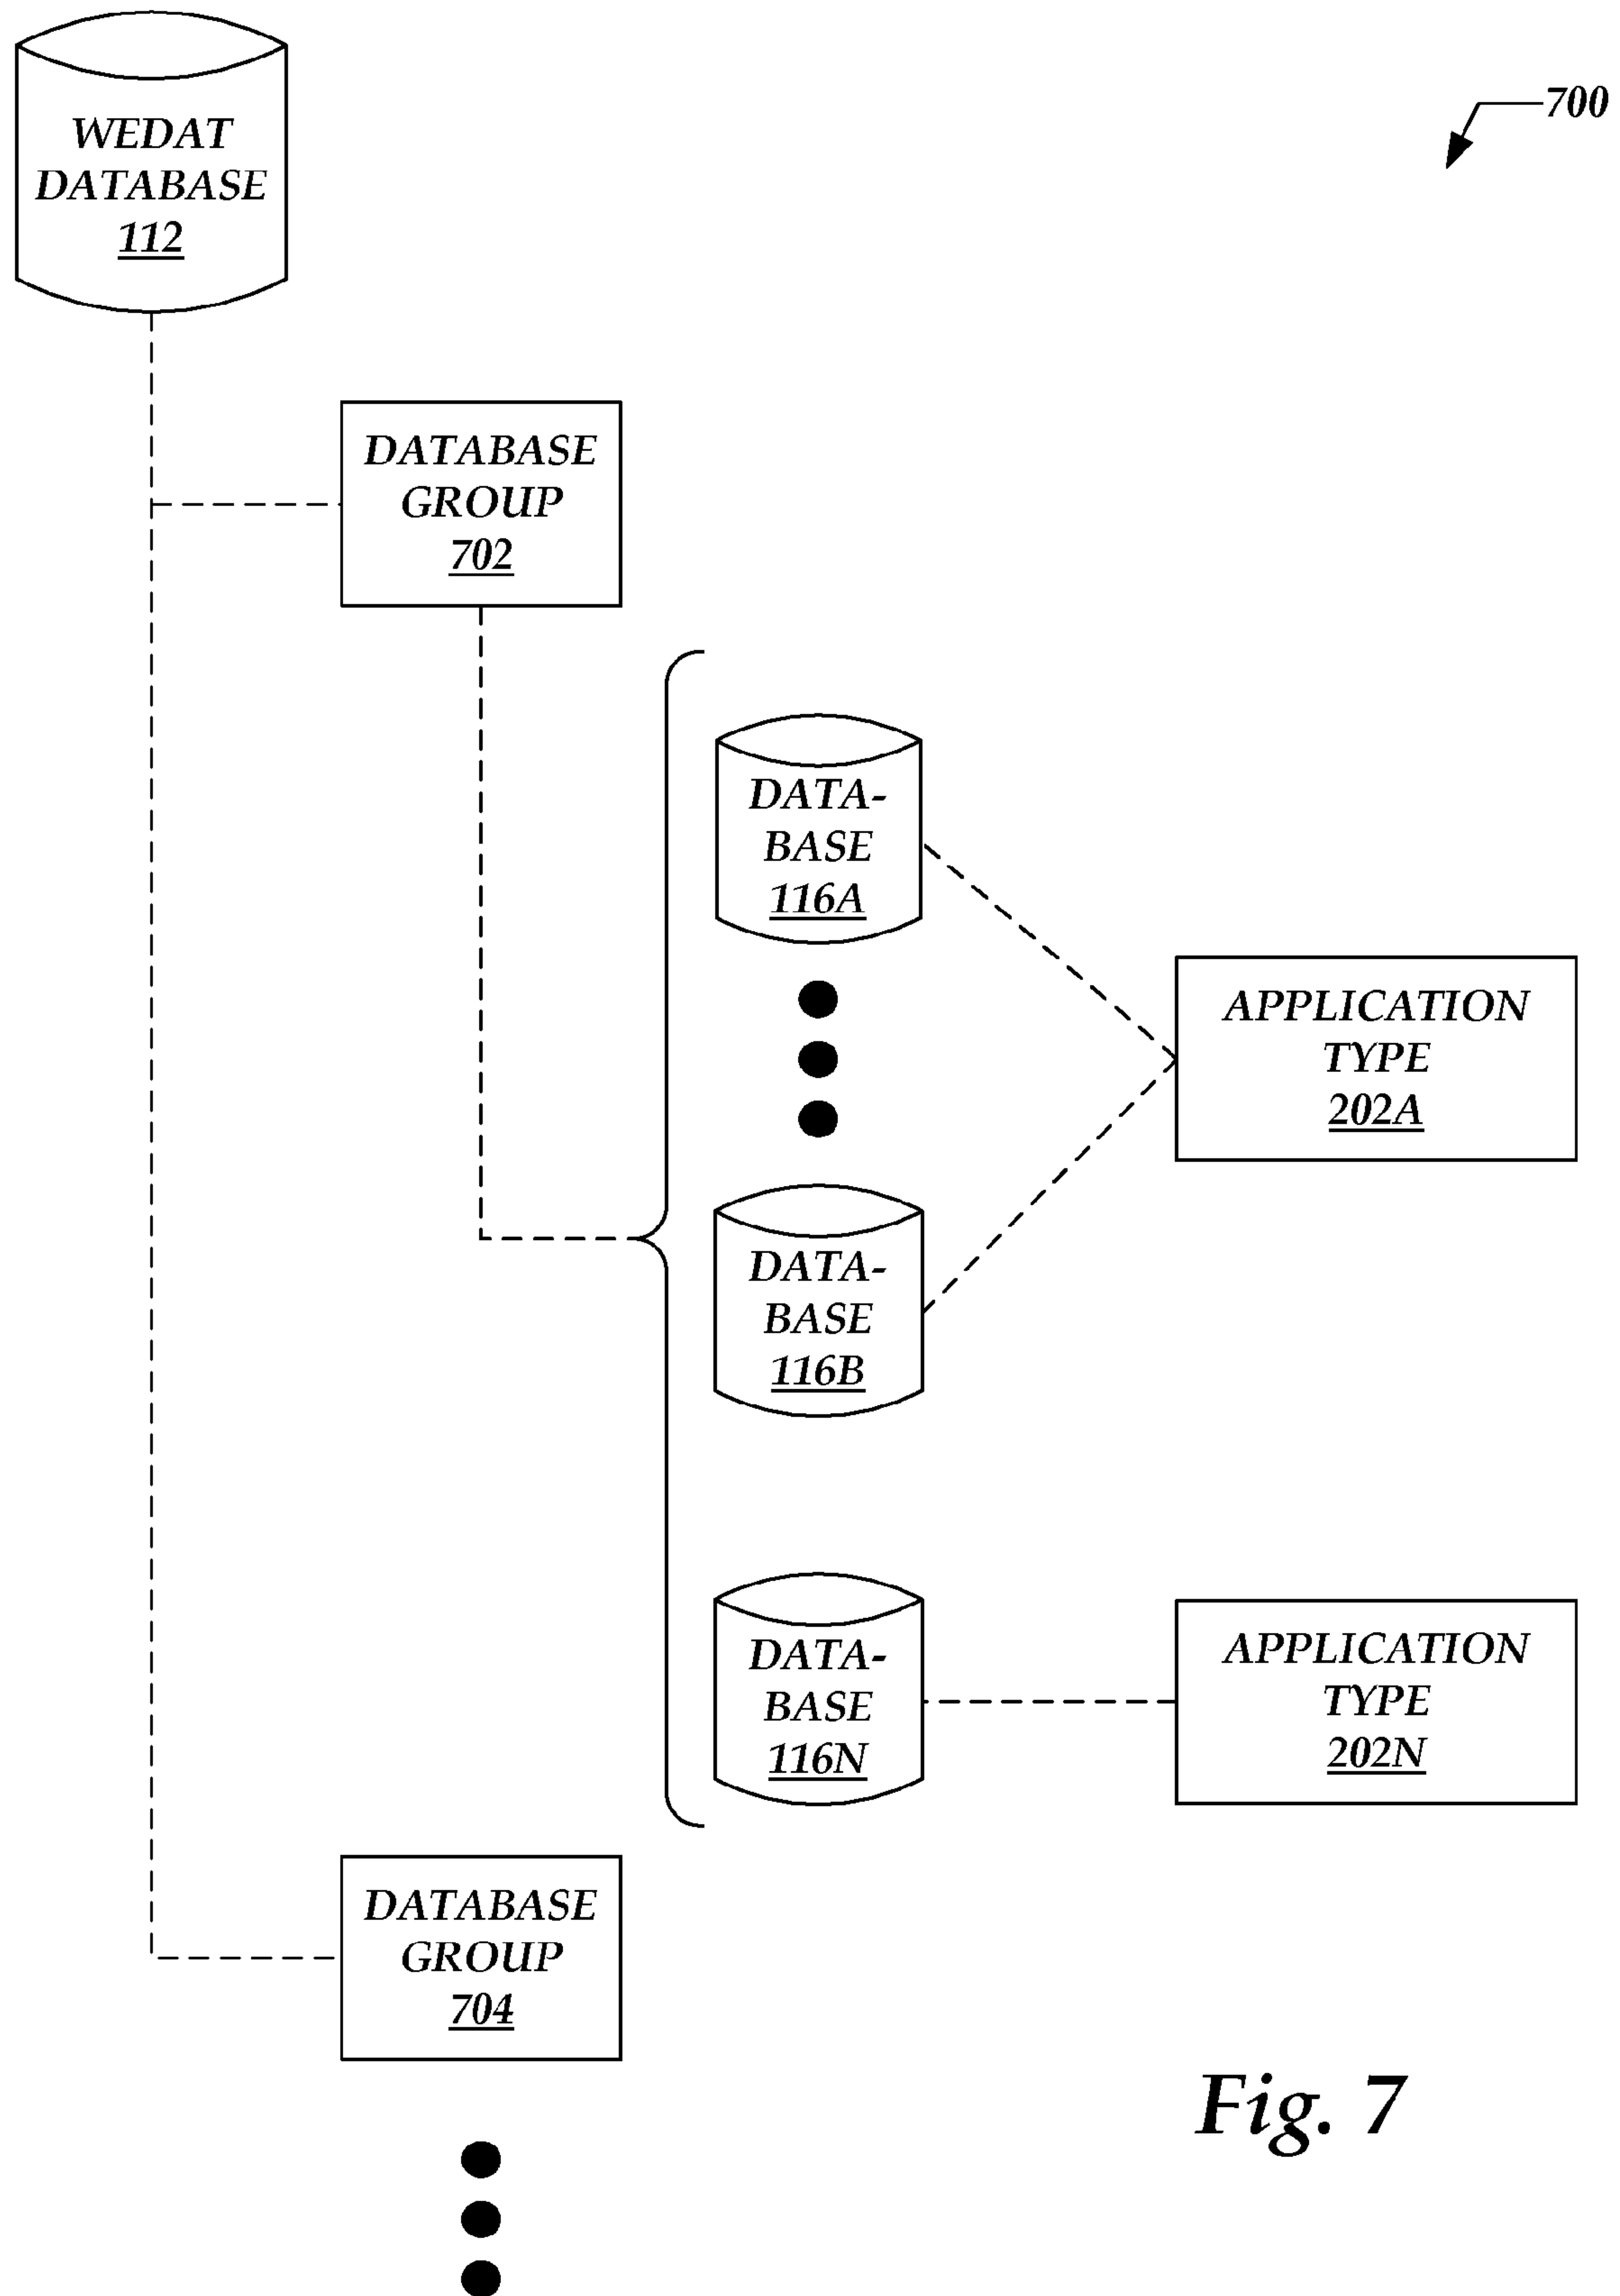 WEDAT
DATABASE
112
700
DATABASE
GROUP
702
DATA-
BASE
116A
APPLICATION
TYPE
202A
DATA-
BASE
116B
DATA-
BASE
116N
APPLICATION
TYPE
202N
DATABASE
GROUP
704
Fig. 7